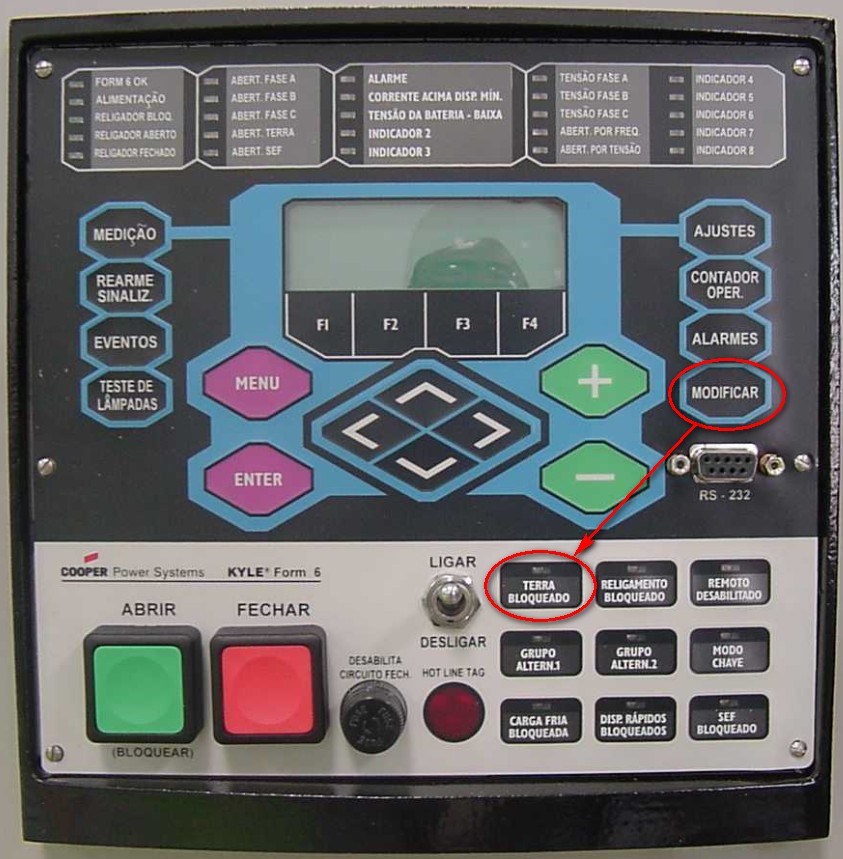 FORM 6 OK
ALIMENTAÇÃO
RELIGADOR BLOQ.
RELIGADOR ABERTO
RELIGADOR FECHADO
ABERT. FASE A
ABERT. FASE B
ABERT. FASE C
ABERT. TERRA
ABERT. SEF
ALARME
CORRENTE ACIMA DISP. MÍN.
TENSÃO DA BATERIA - BAIXA
INDICADOR 2
INDICADOR 3
TENSÃO FASE A
TENSÃO FASE B
TENSÃO FASE C
ABERT. POR FREQ.
ABERT. POR TENSÃO
INDICADOR 4
INDICADOR 5
INDICADOR 6
INDICADOR 7
INDICADOR 8
MEDIÇÃO
REARME
SINALIZ.
EVENTOS
TESTE DE
LÂMPADAS
F1
F2
F3
F4
AJUSTES
CONTADOR
OPER.
ALARMES
MODIFICAR
MENU
ENTER
+
−
RS - 232
COOPER Power Systems KYLE® Form 6
ABRIR
FECHAR
(BLOQUEAR)
LIGAR
DESLIGAR
DESABILITA
CIRCUITO FECH.
HOT LINE TAG
TERRA
BLOQUEADO
RELIGAMENTO
BLOQUEADO
REMOTO
DESABILITADO
GRUPO
ALTERN.1
GRUPO
ALTERN.2
MODO
CHAVE
CARGA FRIA
BLOQUEADA
DISP. RÁPIDOS
BLOQUEADOS
SEF
BLOQUEADO